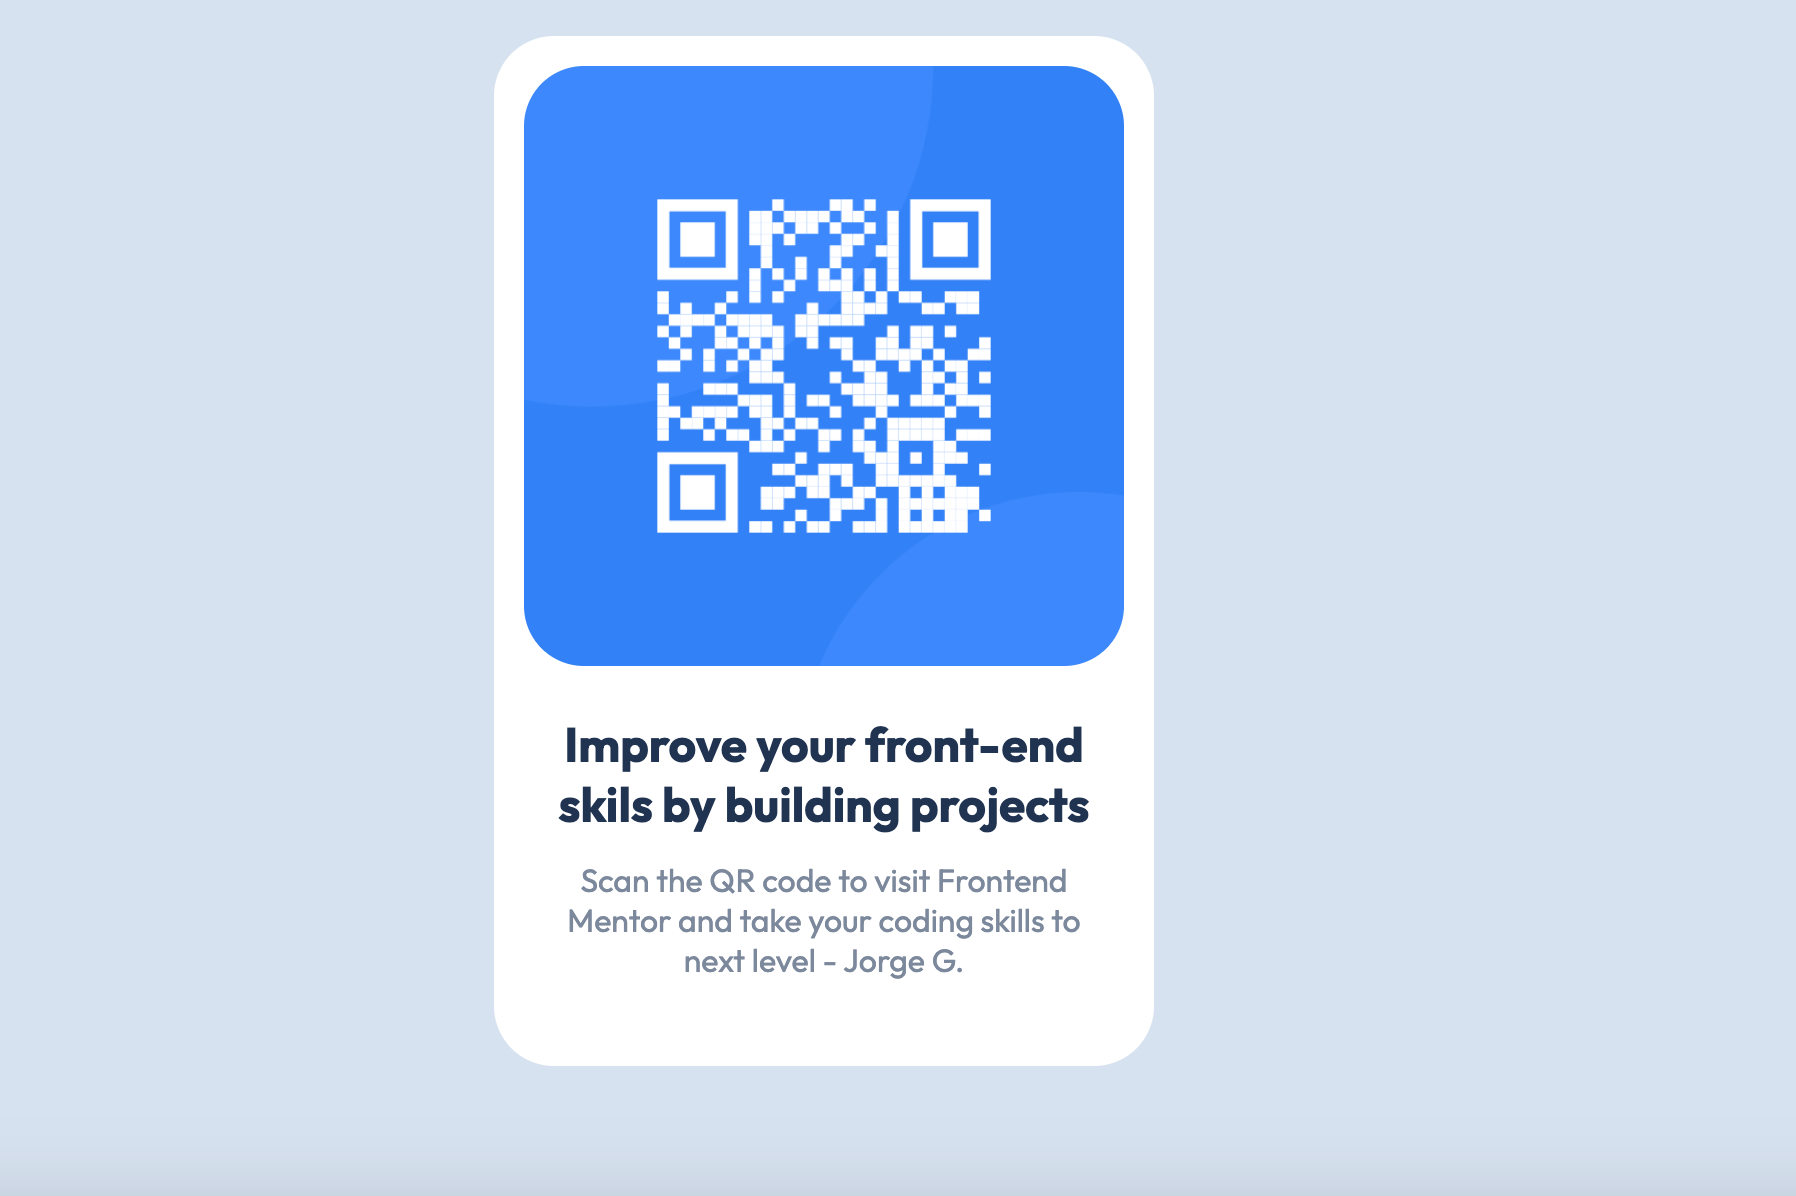 Improve your front-end
skils by building projects
Scan the QR code to visit Frontend
Mentor and take your coding skills to
next level - Jorge G.